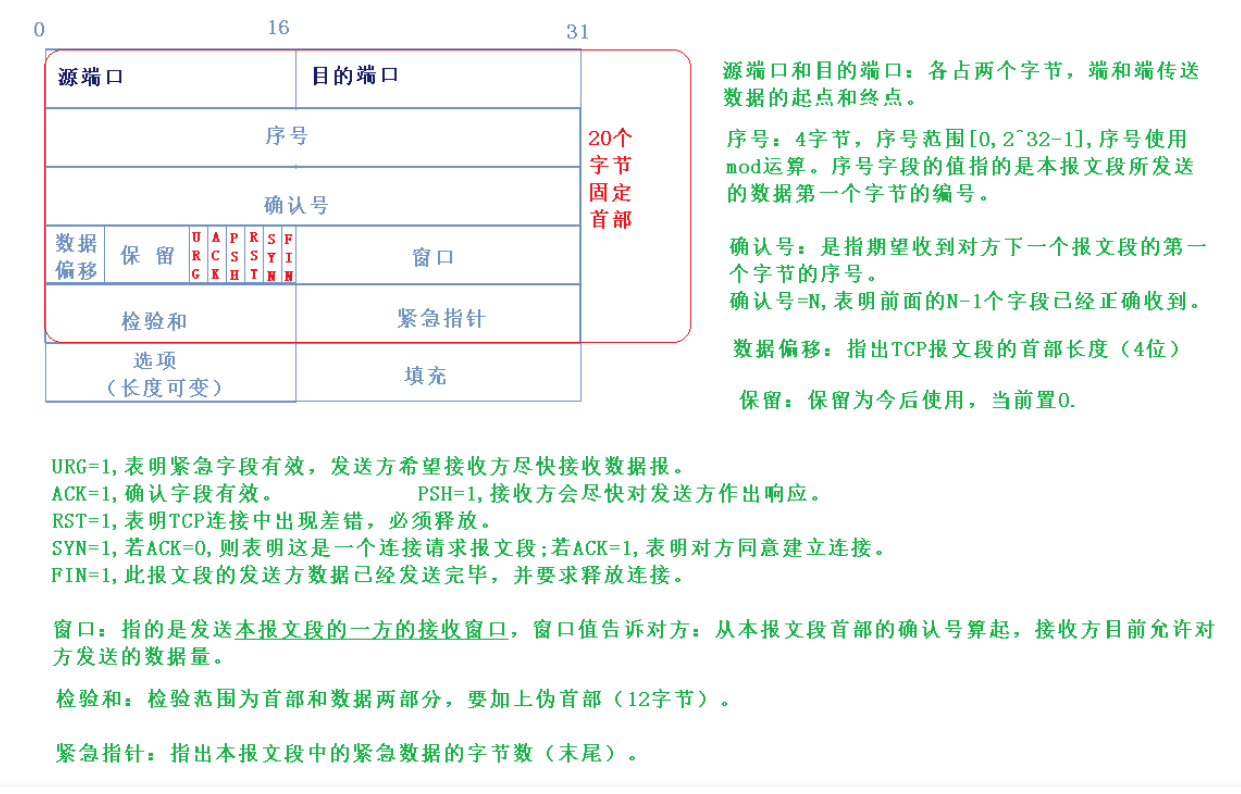 0 16 31
源端口 目的端口
序号
确认号
数据
偏移
保 留
URG
ACK
PSH
RST
SYN
FIN
窗口
检验和
紧急指针
选项
（长度可变）
填充
20个
字节
固定
首部
源端口和目的端口：各占两个字节，端和端传送
数据的起点和终点。
序号：4字节，序号范围[0,2^32-1],序号使用
mod运算。序号字段的值指的是本报文段所发送
的数据第一个字节的编号。
确认号：是指期望收到对方下一个报文段的第一
个字节的序号。
确认号=N,表明前面的N-1个字段已经正确收到。
数据偏移：指出TCP报文段的首部长度（4位）
保留：保留为今后使用，当前置0.
URG=1,表明紧急字段有效，发送方希望接收方尽快接收数据报。
ACK=1,确认字段有效。 PSH=1,接收方会尽快对发送方作出响应。
RST=1,表明TCP连接中出现差错，必须释放。
SYN=1,若ACK=0,则表明这是一个连接请求报文段;若ACK=1,表明对方同意建立连接。
FIN=1,此报文段的发送方数据已经发送完毕，并要求释放连接。
窗口：指的是发送本报文段的一方的接收窗口，窗口值告诉对方：从本报文段首部的确认号算起，接收方目前允许对
方发送的数据量。
检验和：检验范围为首部和数据两部分，要加上伪首部（12字节）。
紧急指针：指出本报文段中的紧急数据的字节数（末尾）。